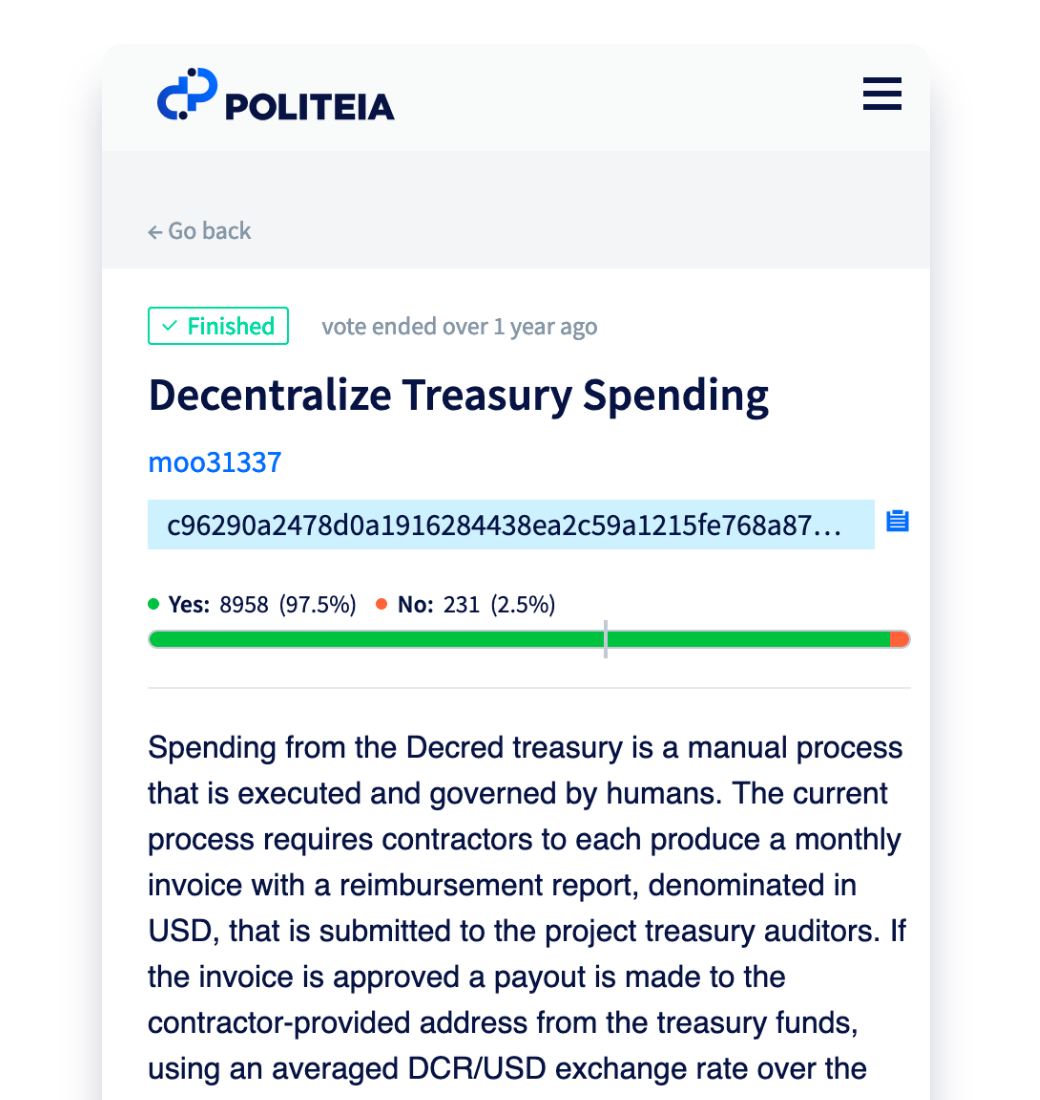 POLITEIA
← Go back
✓ Finished vote ended over 1 year ago
Decentralize Treasury Spending
moo31337
c96290a2478d0a1916284438ea2c59a1215fe768a87...
Yes: 8958 (97.5%) No: 231 (2.5%)
Spending from the Decred treasury is a manual process
that is executed and governed by humans. The current
process requires contractors to each produce a monthly
invoice with a reimbursement report, denominated in
USD, that is submitted to the project treasury auditors. If
the invoice is approved a payout is made to the
contractor-provided address from the treasury funds,
using an averaged DCR/USD exchange rate over the